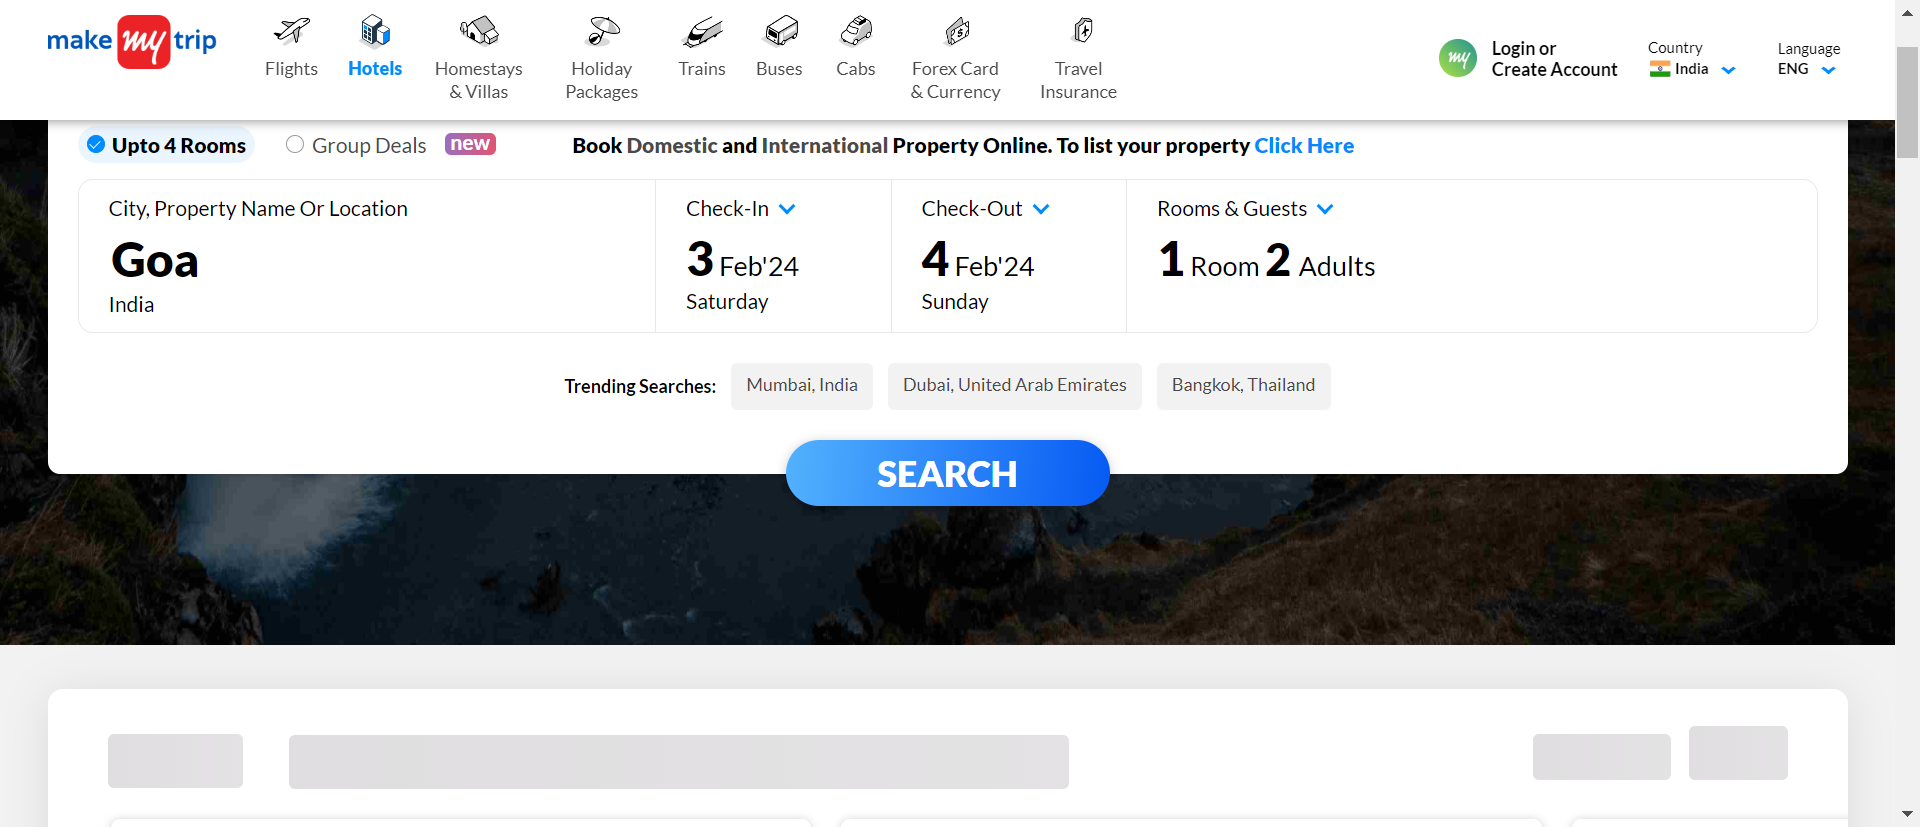 make my trip
Flights
Hotels
Homestays
& Villas
Holiday
Packages
Trains
Buses
Cabs
Forex Card
& Currency
Travel
Insurance
my
Login or
Create Account
Country
India
Language
ENG
Upto 4 Rooms
Group Deals new
Book Domestic and International Property Online. To list your property Click Here
City, Property Name Or Location
Goa
India
Check-In
3 Feb'24
Saturday
Check-Out
4 Feb'24
Sunday
Rooms & Guests
1 Room 2 Adults
Trending Searches: Mumbai, India Dubai, United Arab Emirates Bangkok, Thailand
SEARCH